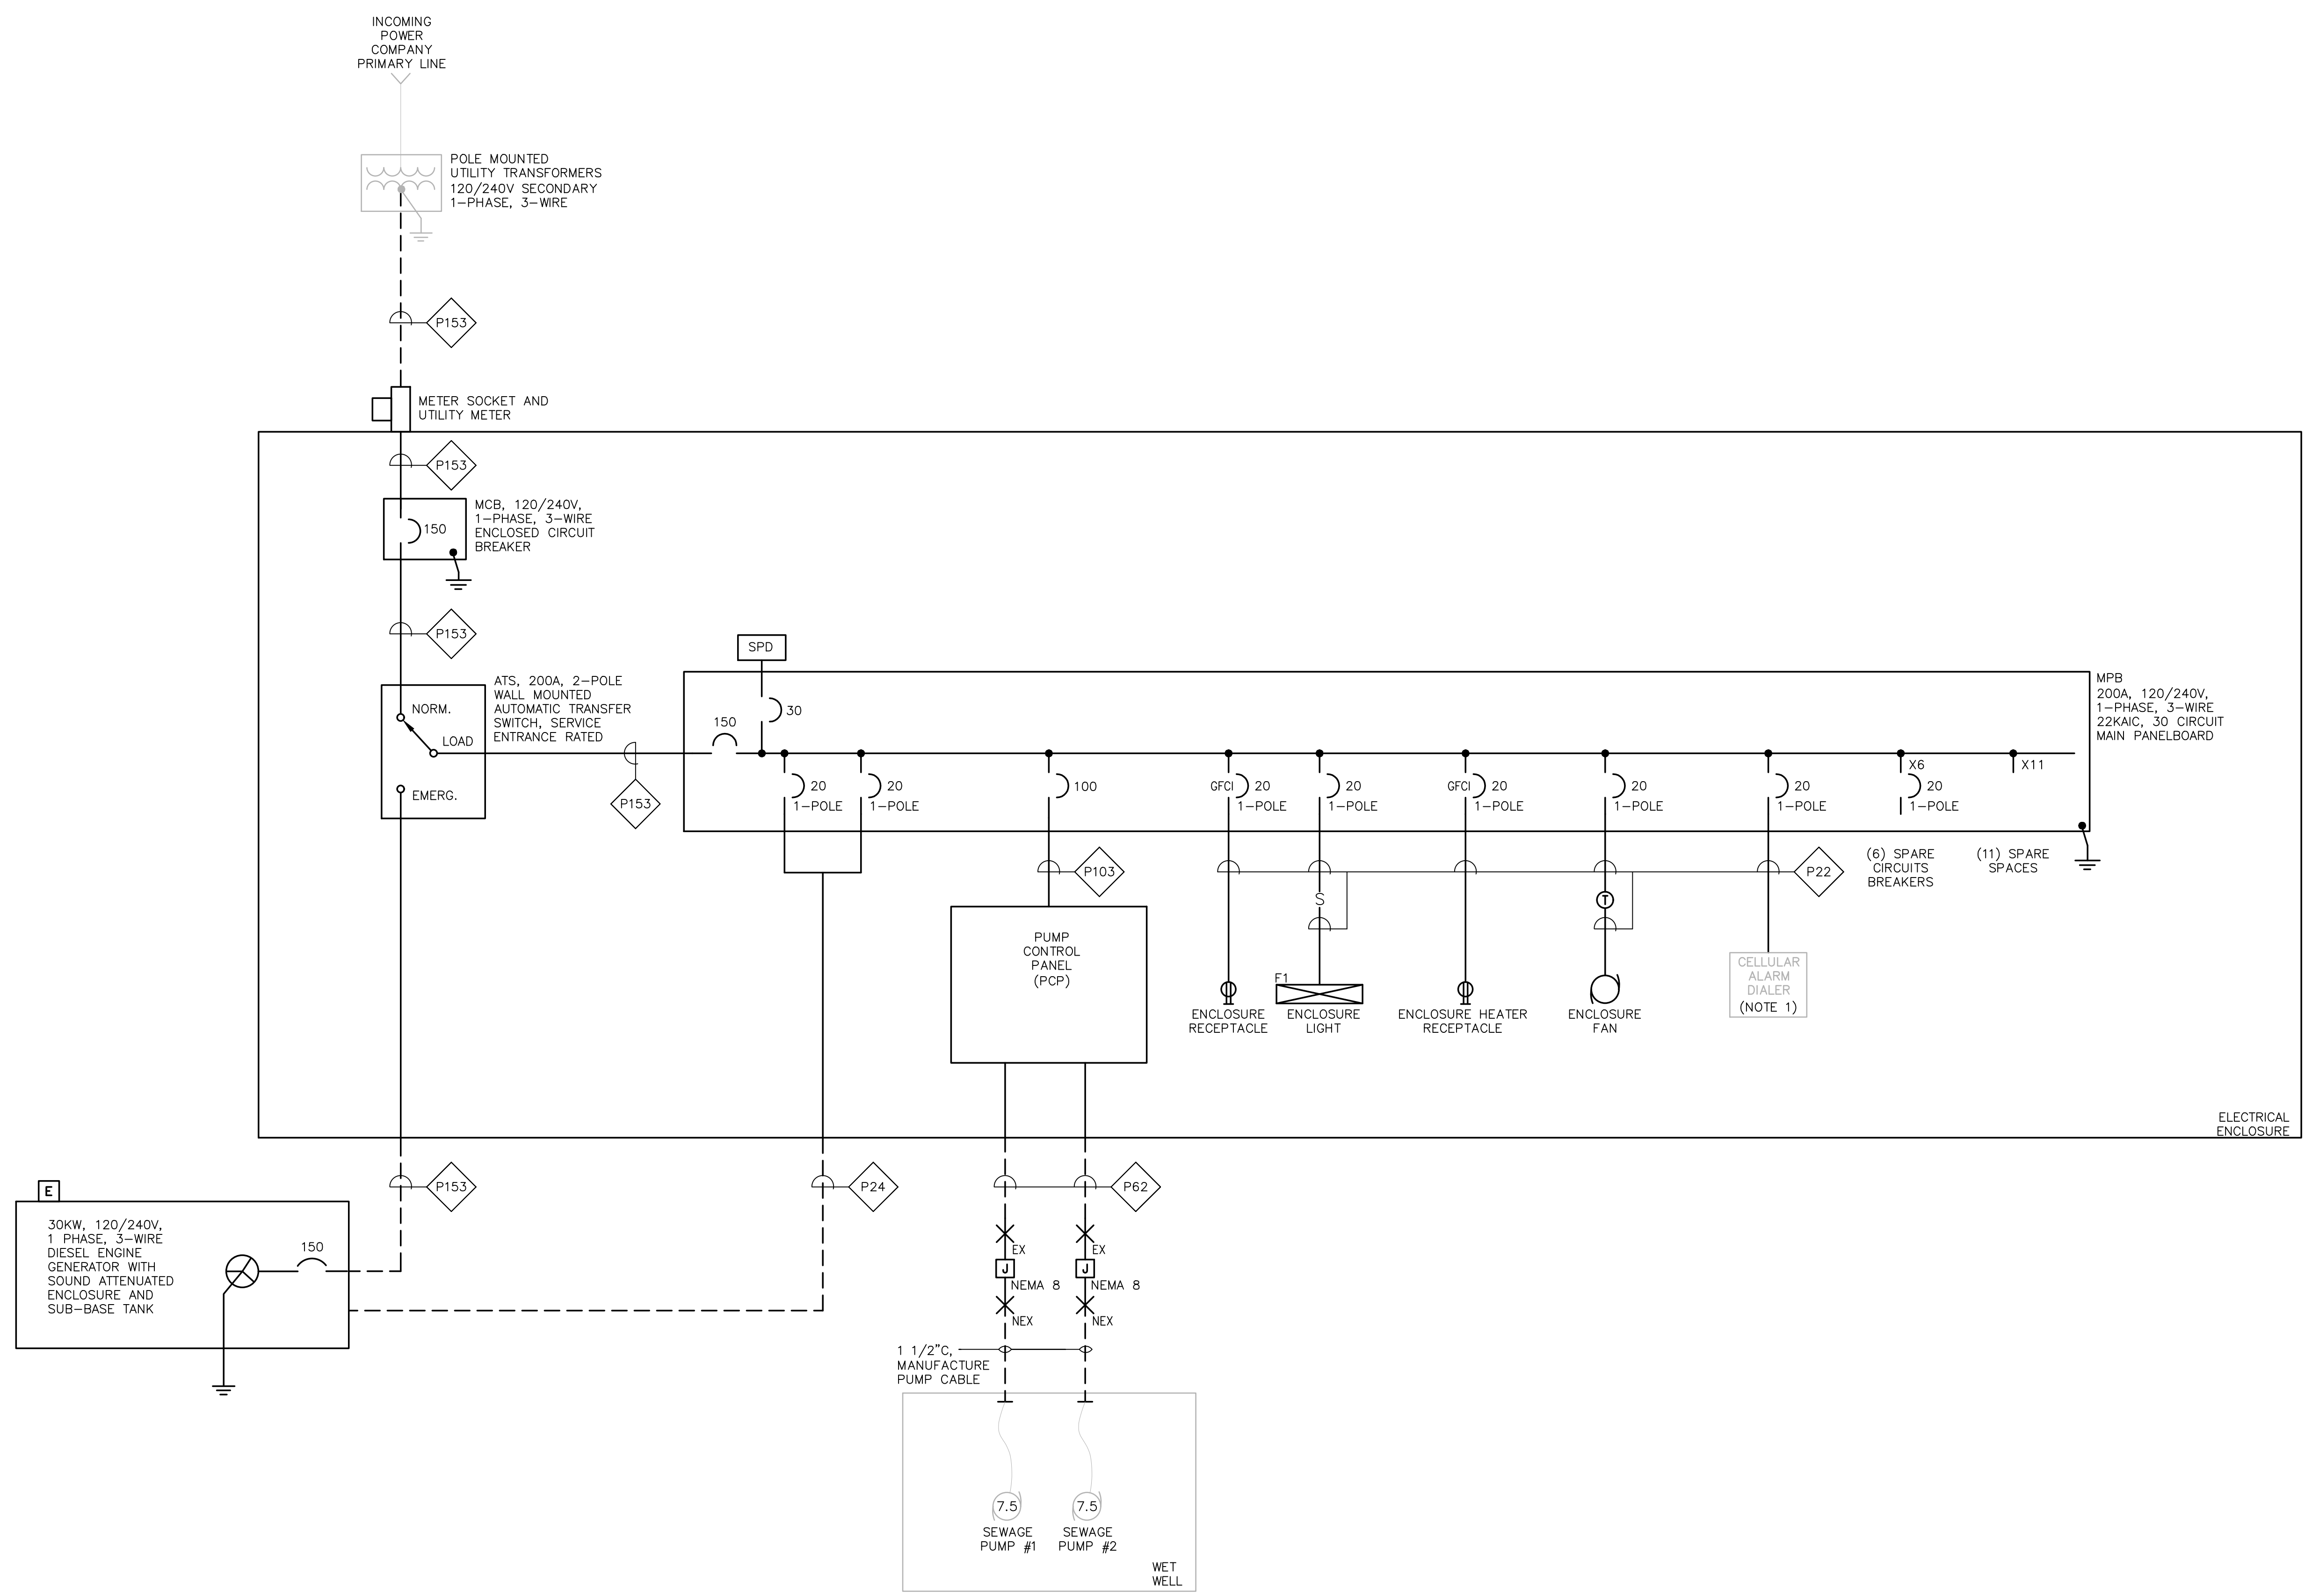 INCOMING
POWER
COMPANY
PRIMARY LINE
POLE MOUNTED
UTILITY TRANSFORMERS
120/240V SECONDARY
1-PHASE, 3-WIRE
P153
METER SOCKET AND
UTILITY METER
P153
MCB, 120/240V,
1-PHASE, 3-WIRE
ENCLOSED CIRCUIT
BREAKER
150
P153
ATS, 200A, 2-POLE
WALL MOUNTED
AUTOMATIC TRANSFER
SWITCH, SERVICE
ENTRANCE RATED
NORM.
LOAD
EMERG.
P153
SPD
30
150
MPB
200A, 120/240V,
1-PHASE, 3-WIRE
22KAIC, 30 CIRCUIT
MAIN PANELBOARD
20
1-POLE
20
1-POLE
100
GFCI 20
1-POLE
20
1-POLE
GFCI 20
1-POLE
20
1-POLE
20
1-POLE
X6
20
1-POLE
X11
P103
P22
(6) SPARE
CIRCUITS
BREAKERS
(11) SPARE
SPACES
S
T
PUMP
CONTROL
PANEL
(PCP)
F1
ENCLOSURE
RECEPTACLE
ENCLOSURE
LIGHT
ENCLOSURE HEATER
RECEPTACLE
ENCLOSURE
FAN
CELLULAR
ALARM
DIALER
(NOTE 1)
ELECTRICAL
ENCLOSURE
P153
P24
P62
E
30KW, 120/240V,
1 PHASE, 3-WIRE
DIESEL ENGINE
GENERATOR WITH
SOUND ATTENUATED
ENCLOSURE AND
SUB-BASE TANK
150
EX
EX
J
J
NEMA 8
NEMA 8
NEX
NEX
1 1/2"C,
MANUFACTURE
PUMP CABLE
7.5
7.5
SEWAGE
PUMP #1
SEWAGE
PUMP #2
WET
WELL